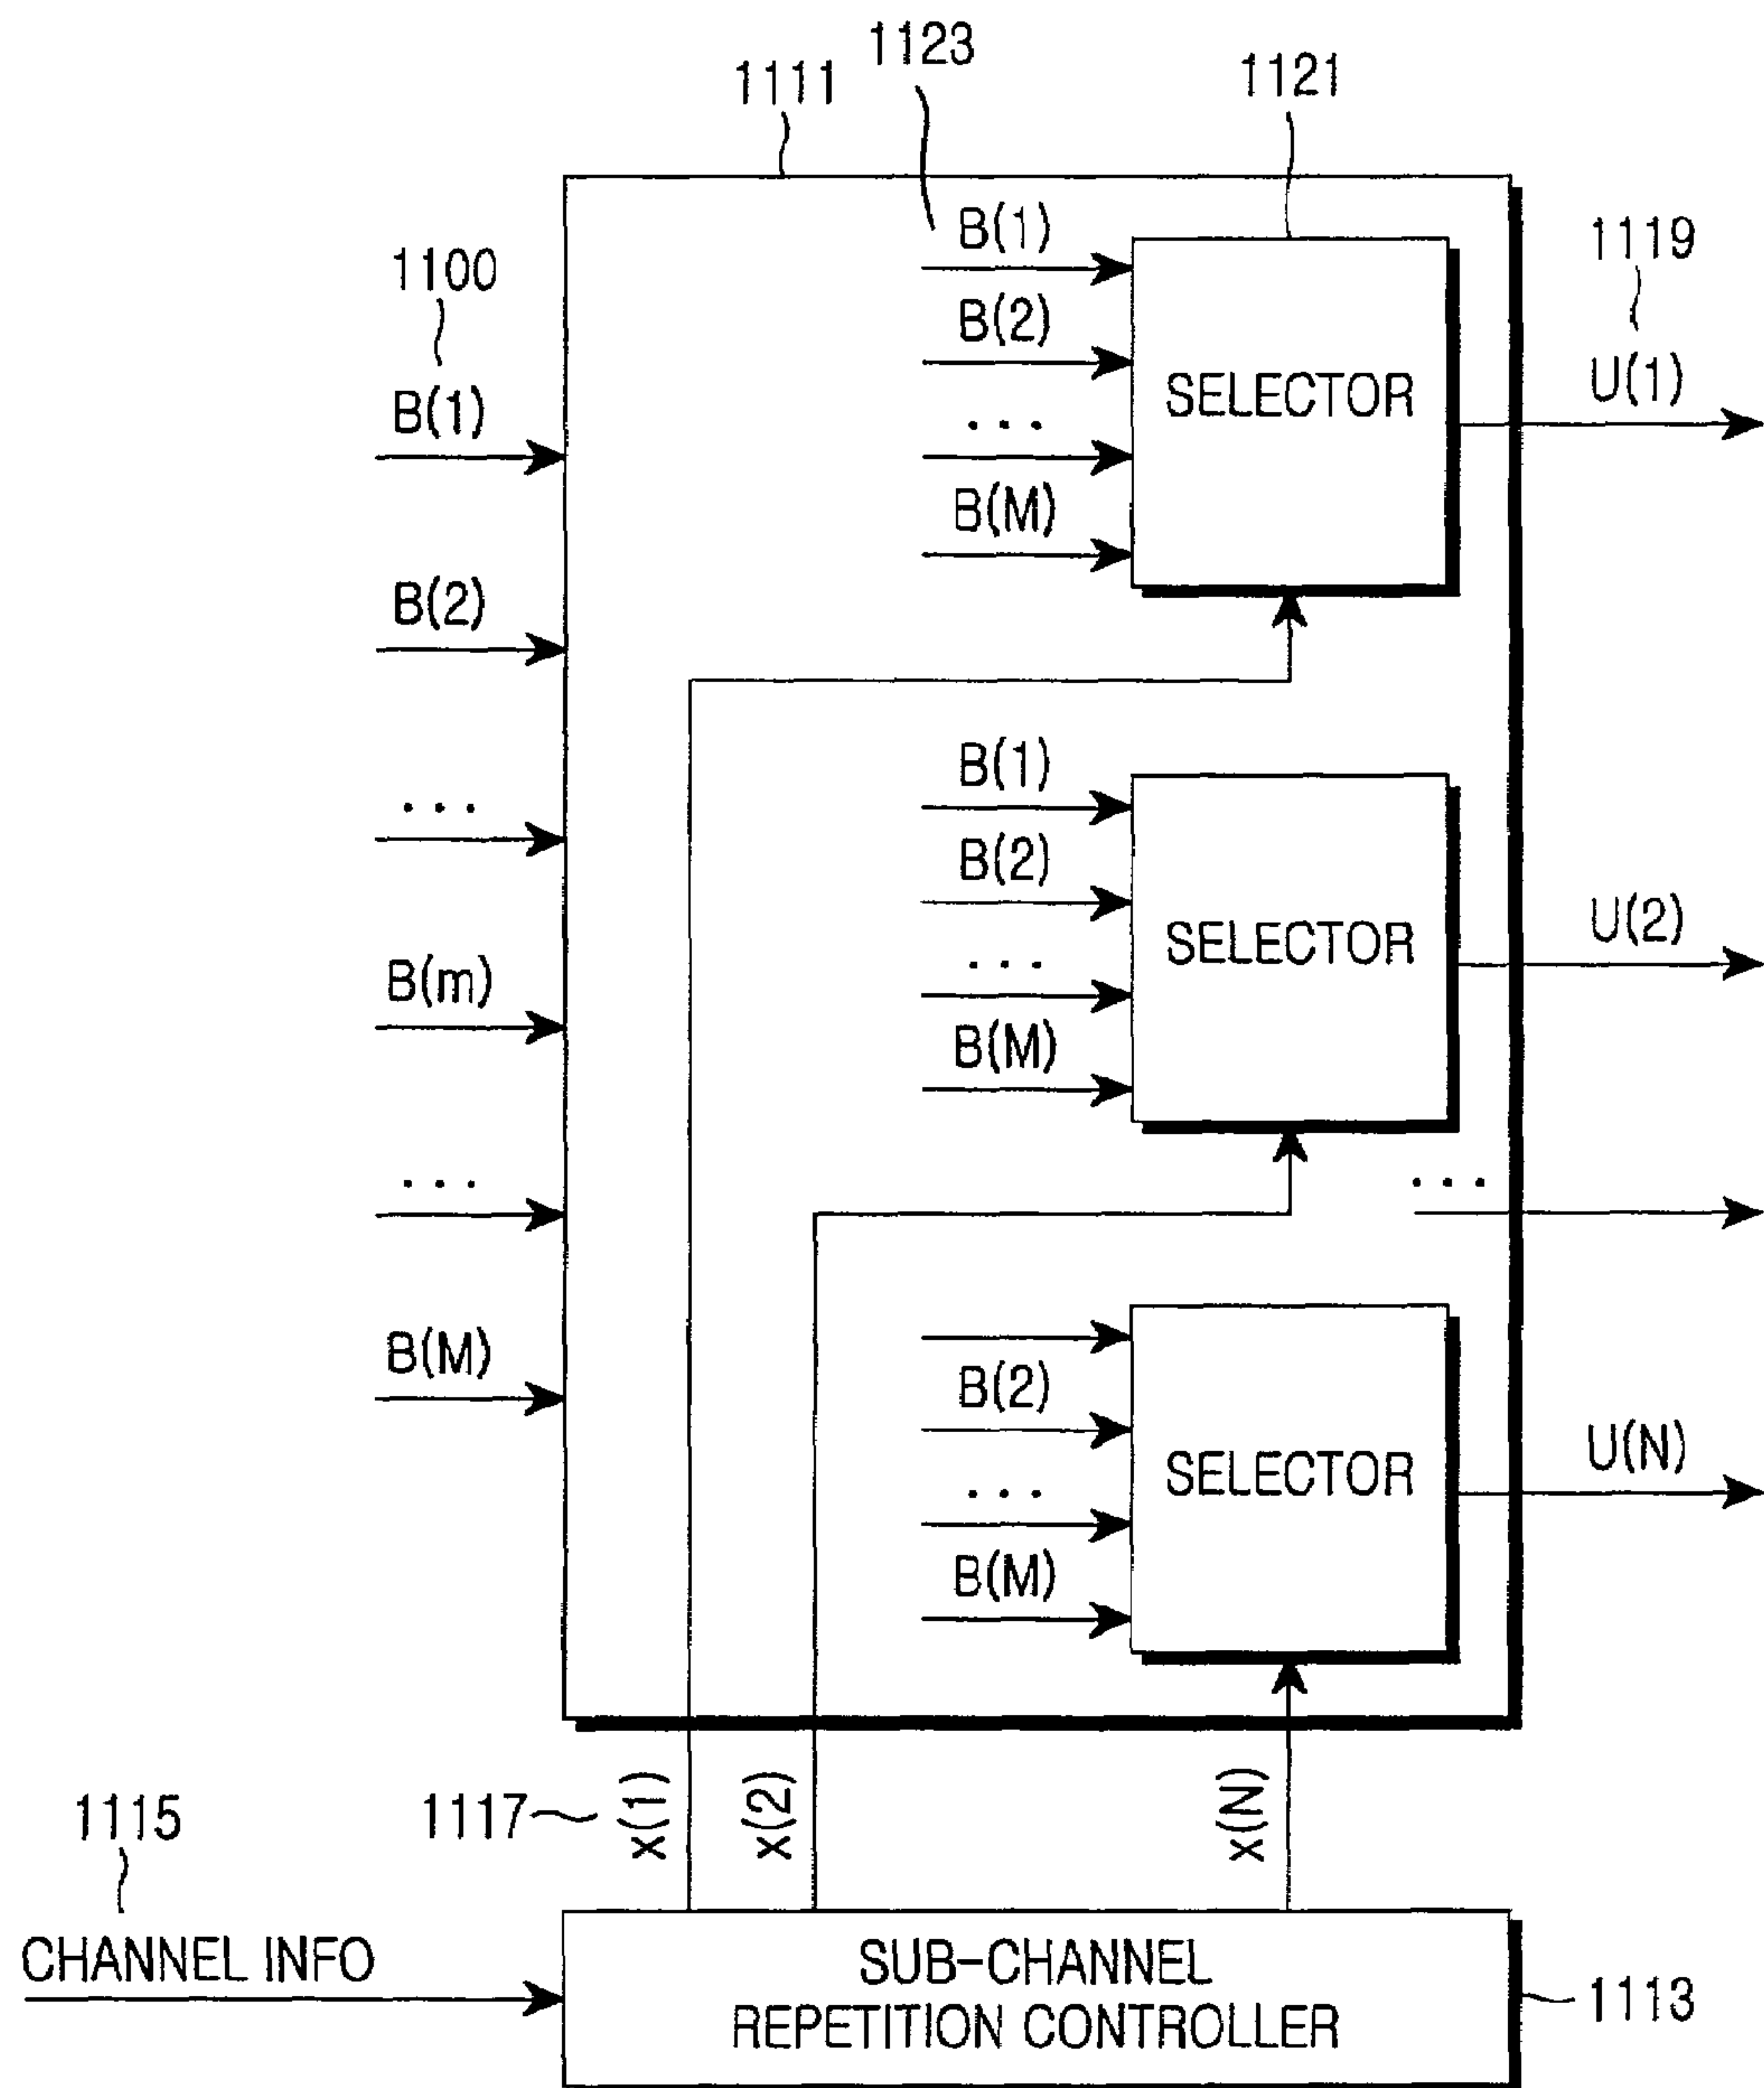 1123
1111
1121
1100
1119
B(1)
B(2)
...
B(m)
...
B(M)
B(1)
B(2)
...
B(M)
SELECTOR
U(1)
B(1)
B(2)
...
B(M)
SELECTOR
U(2)
...
B(2)
...
B(M)
SELECTOR
U(N)
1115
1117
x(1)
x(2)
x(N)
CHANNEL INFO
SUB-CHANNEL
REPETITION CONTROLLER
1113